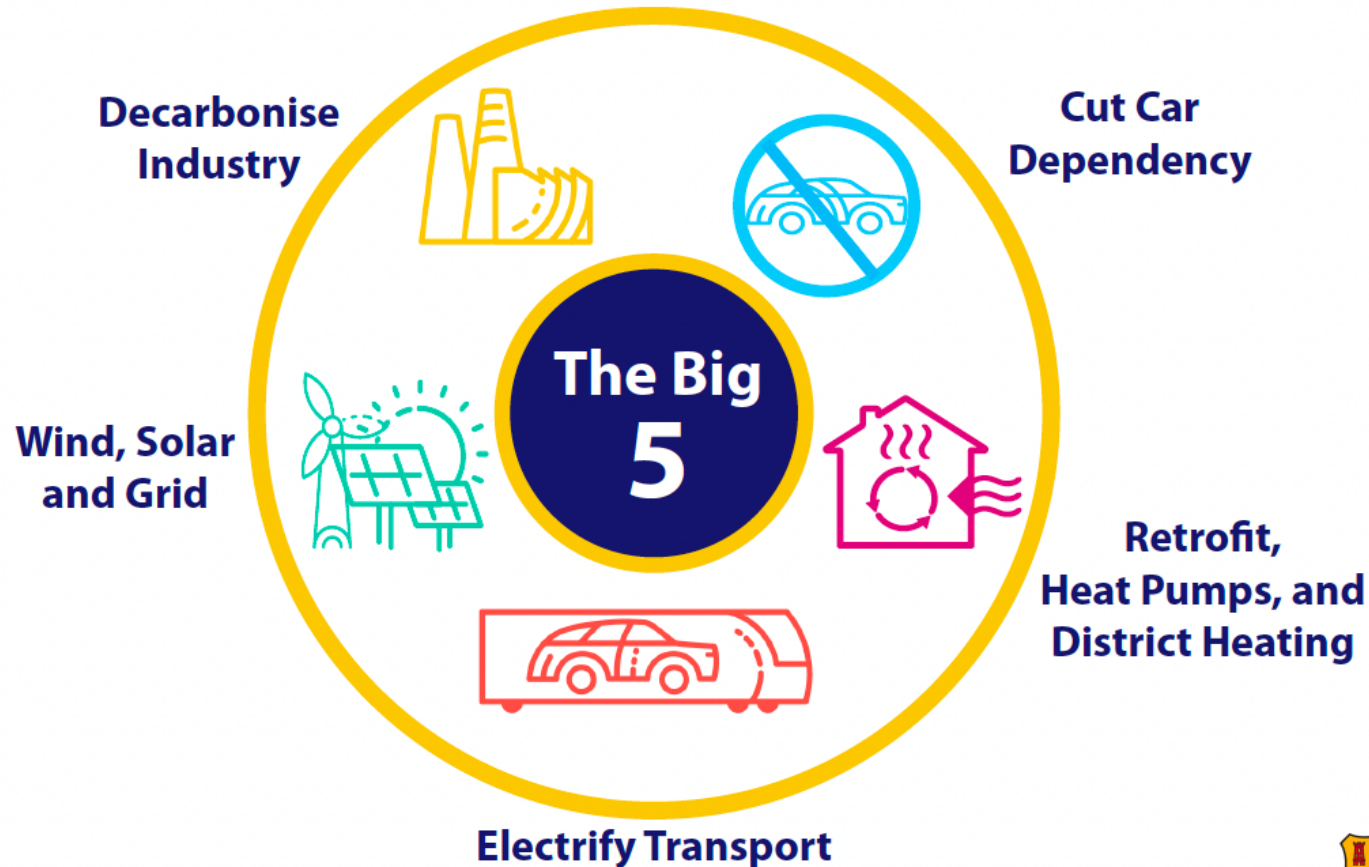 Decarbonise
Industry
Cut Car
Dependency
The Big
5
Wind, Solar
and Grid
Retrofit,
Heat Pumps, and
District Heating
Electrify Transport